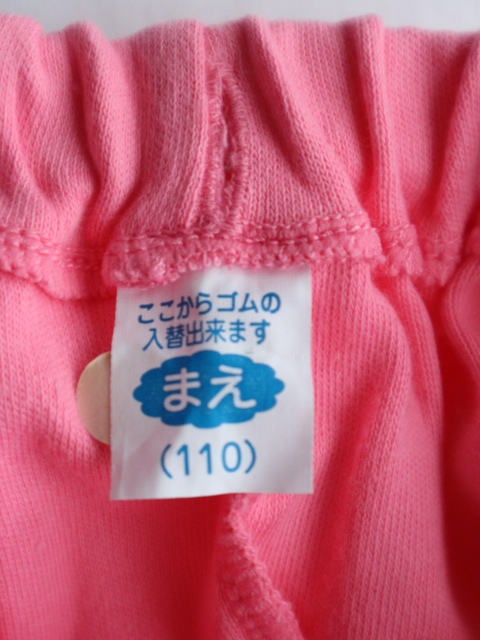 ここからゴムの
入替出来ます
まえ
(110)